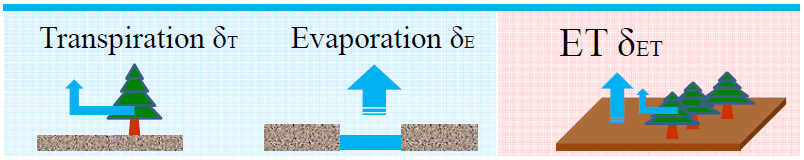 Transpiration δT
Evaporation δE
ET δET